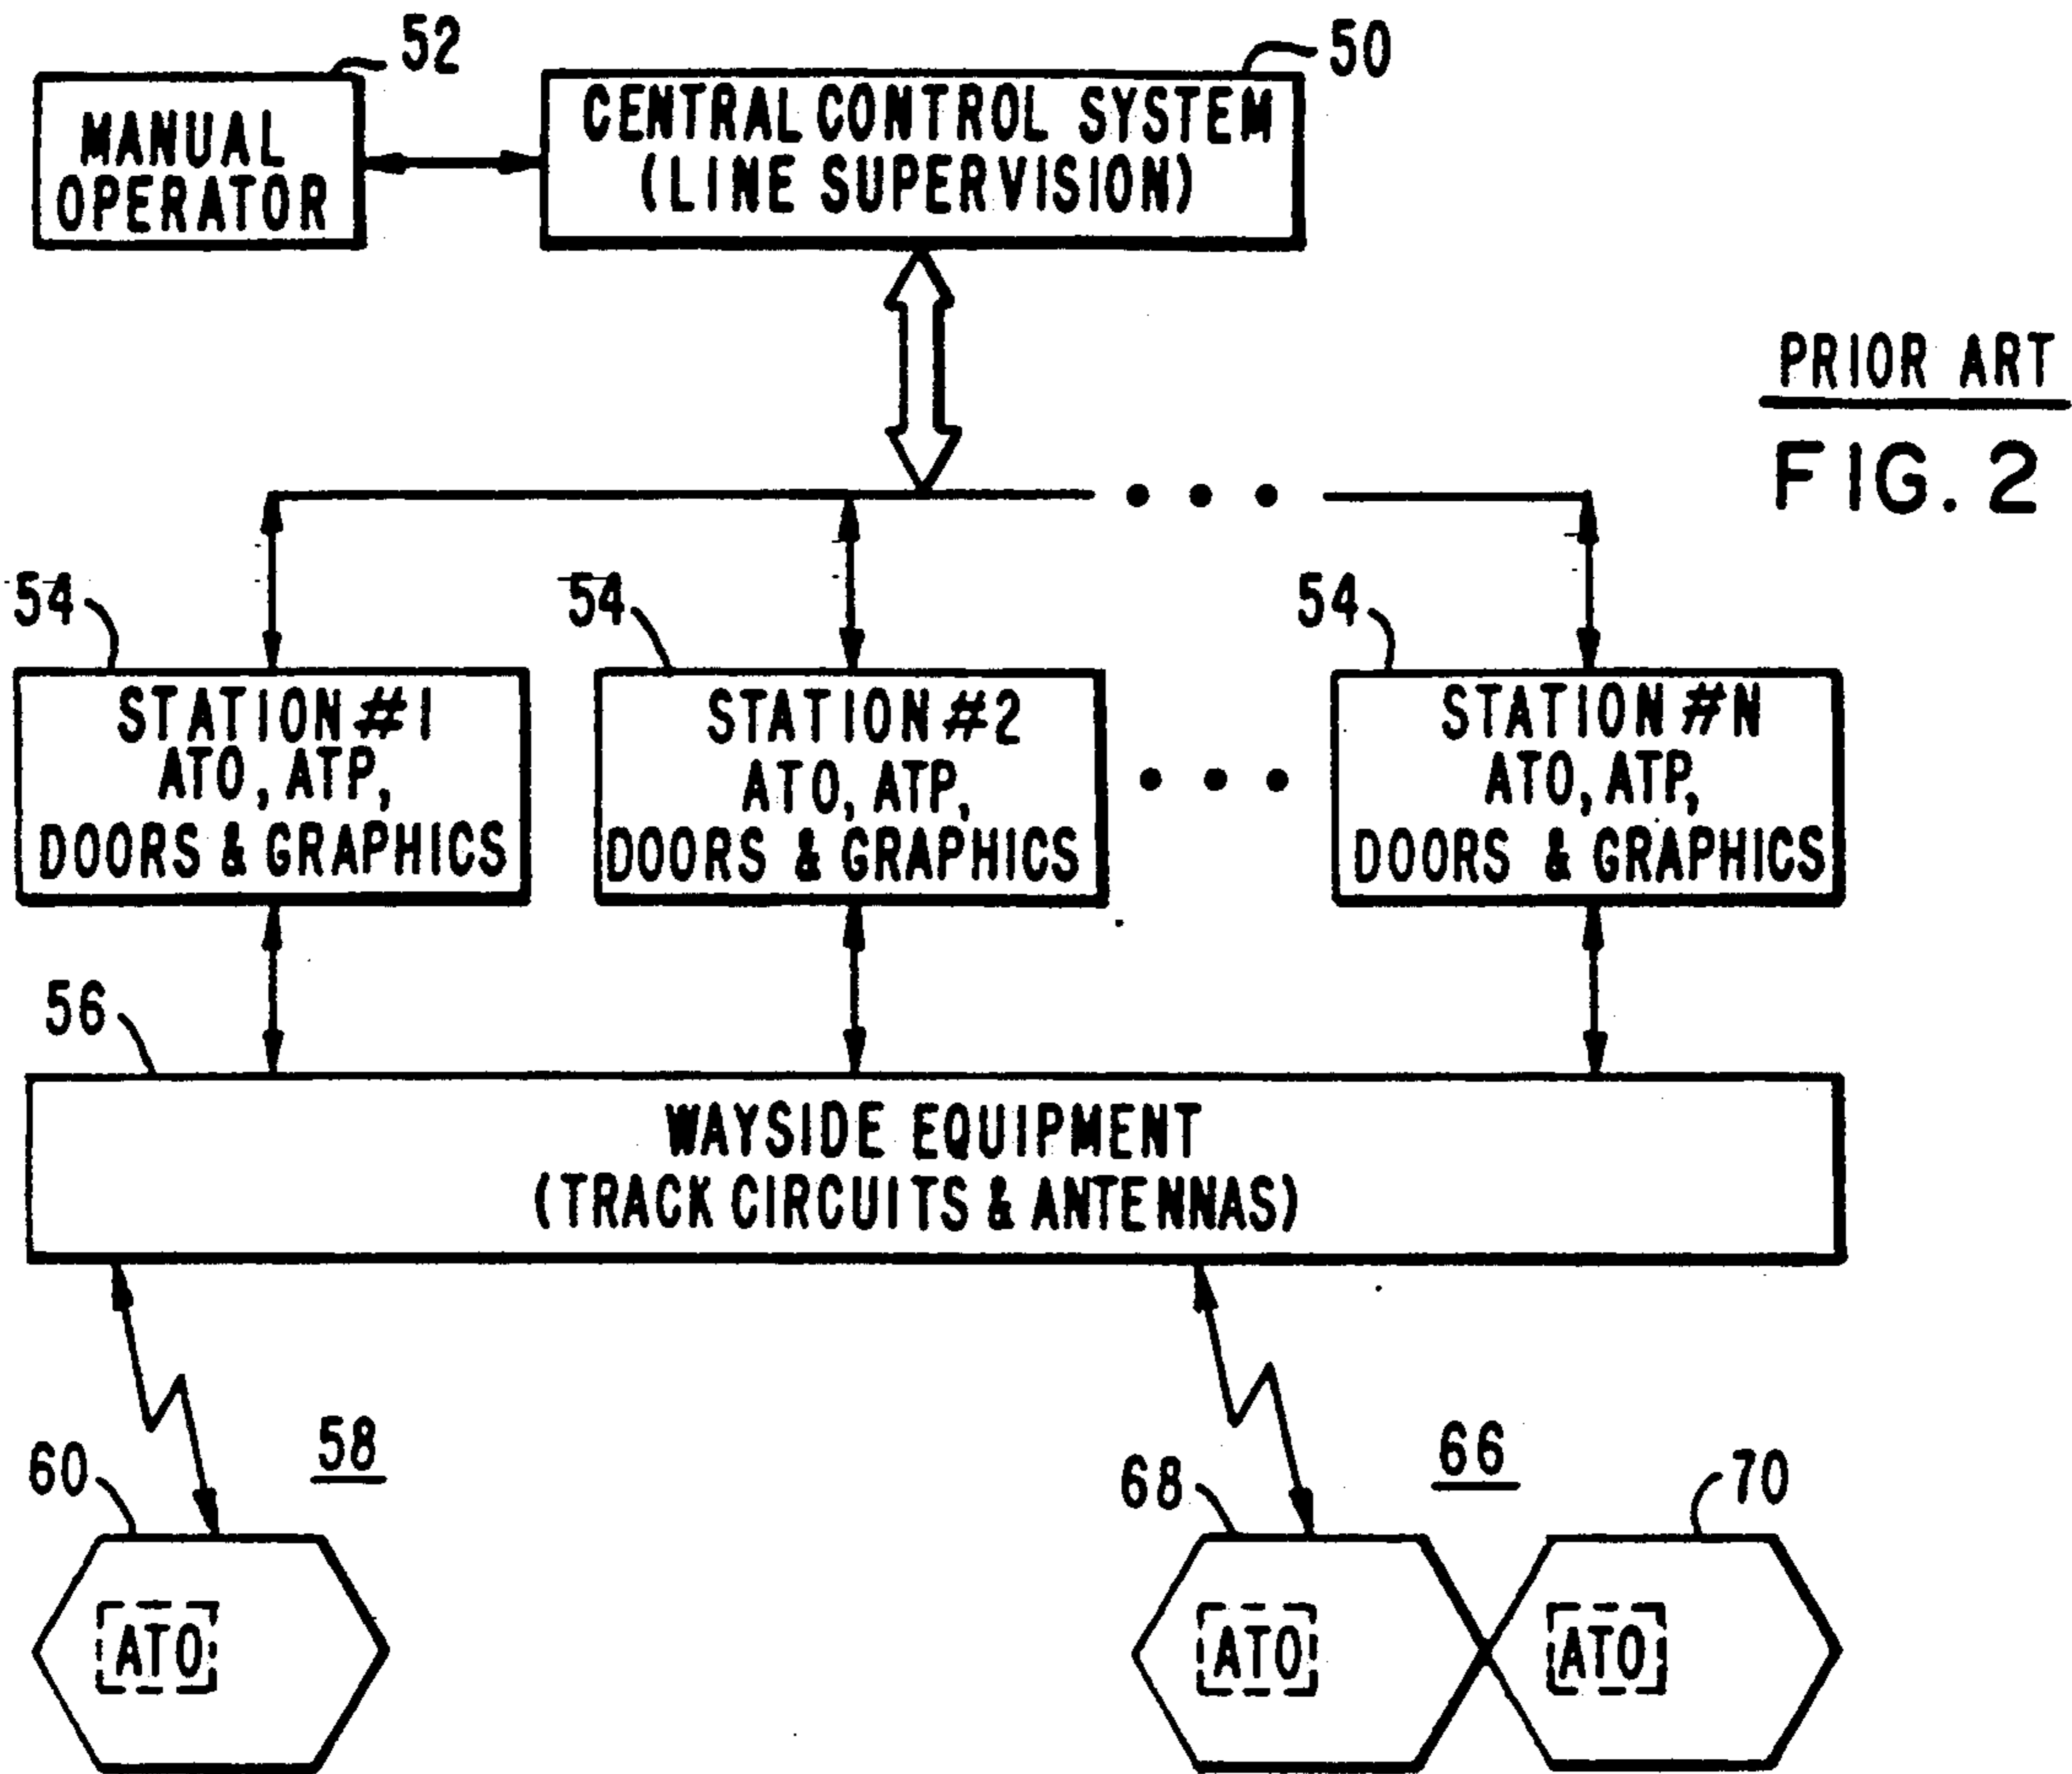 52
50
MANUAL
OPERATOR
CENTRAL CONTROL SYSTEM
(LINE SUPERVISION)
PRIOR ART
FIG. 2
54
54
54
STATION #1
ATO, ATP,
DOORS & GRAPHICS
STATION #2
ATO, ATP,
DOORS & GRAPHICS
STATION #N
ATO, ATP,
DOORS & GRAPHICS
56
WAYSIDE EQUIPMENT
(TRACK CIRCUITS & ANTENNAS)
60
58
68
66
70
ATO
ATO
ATO